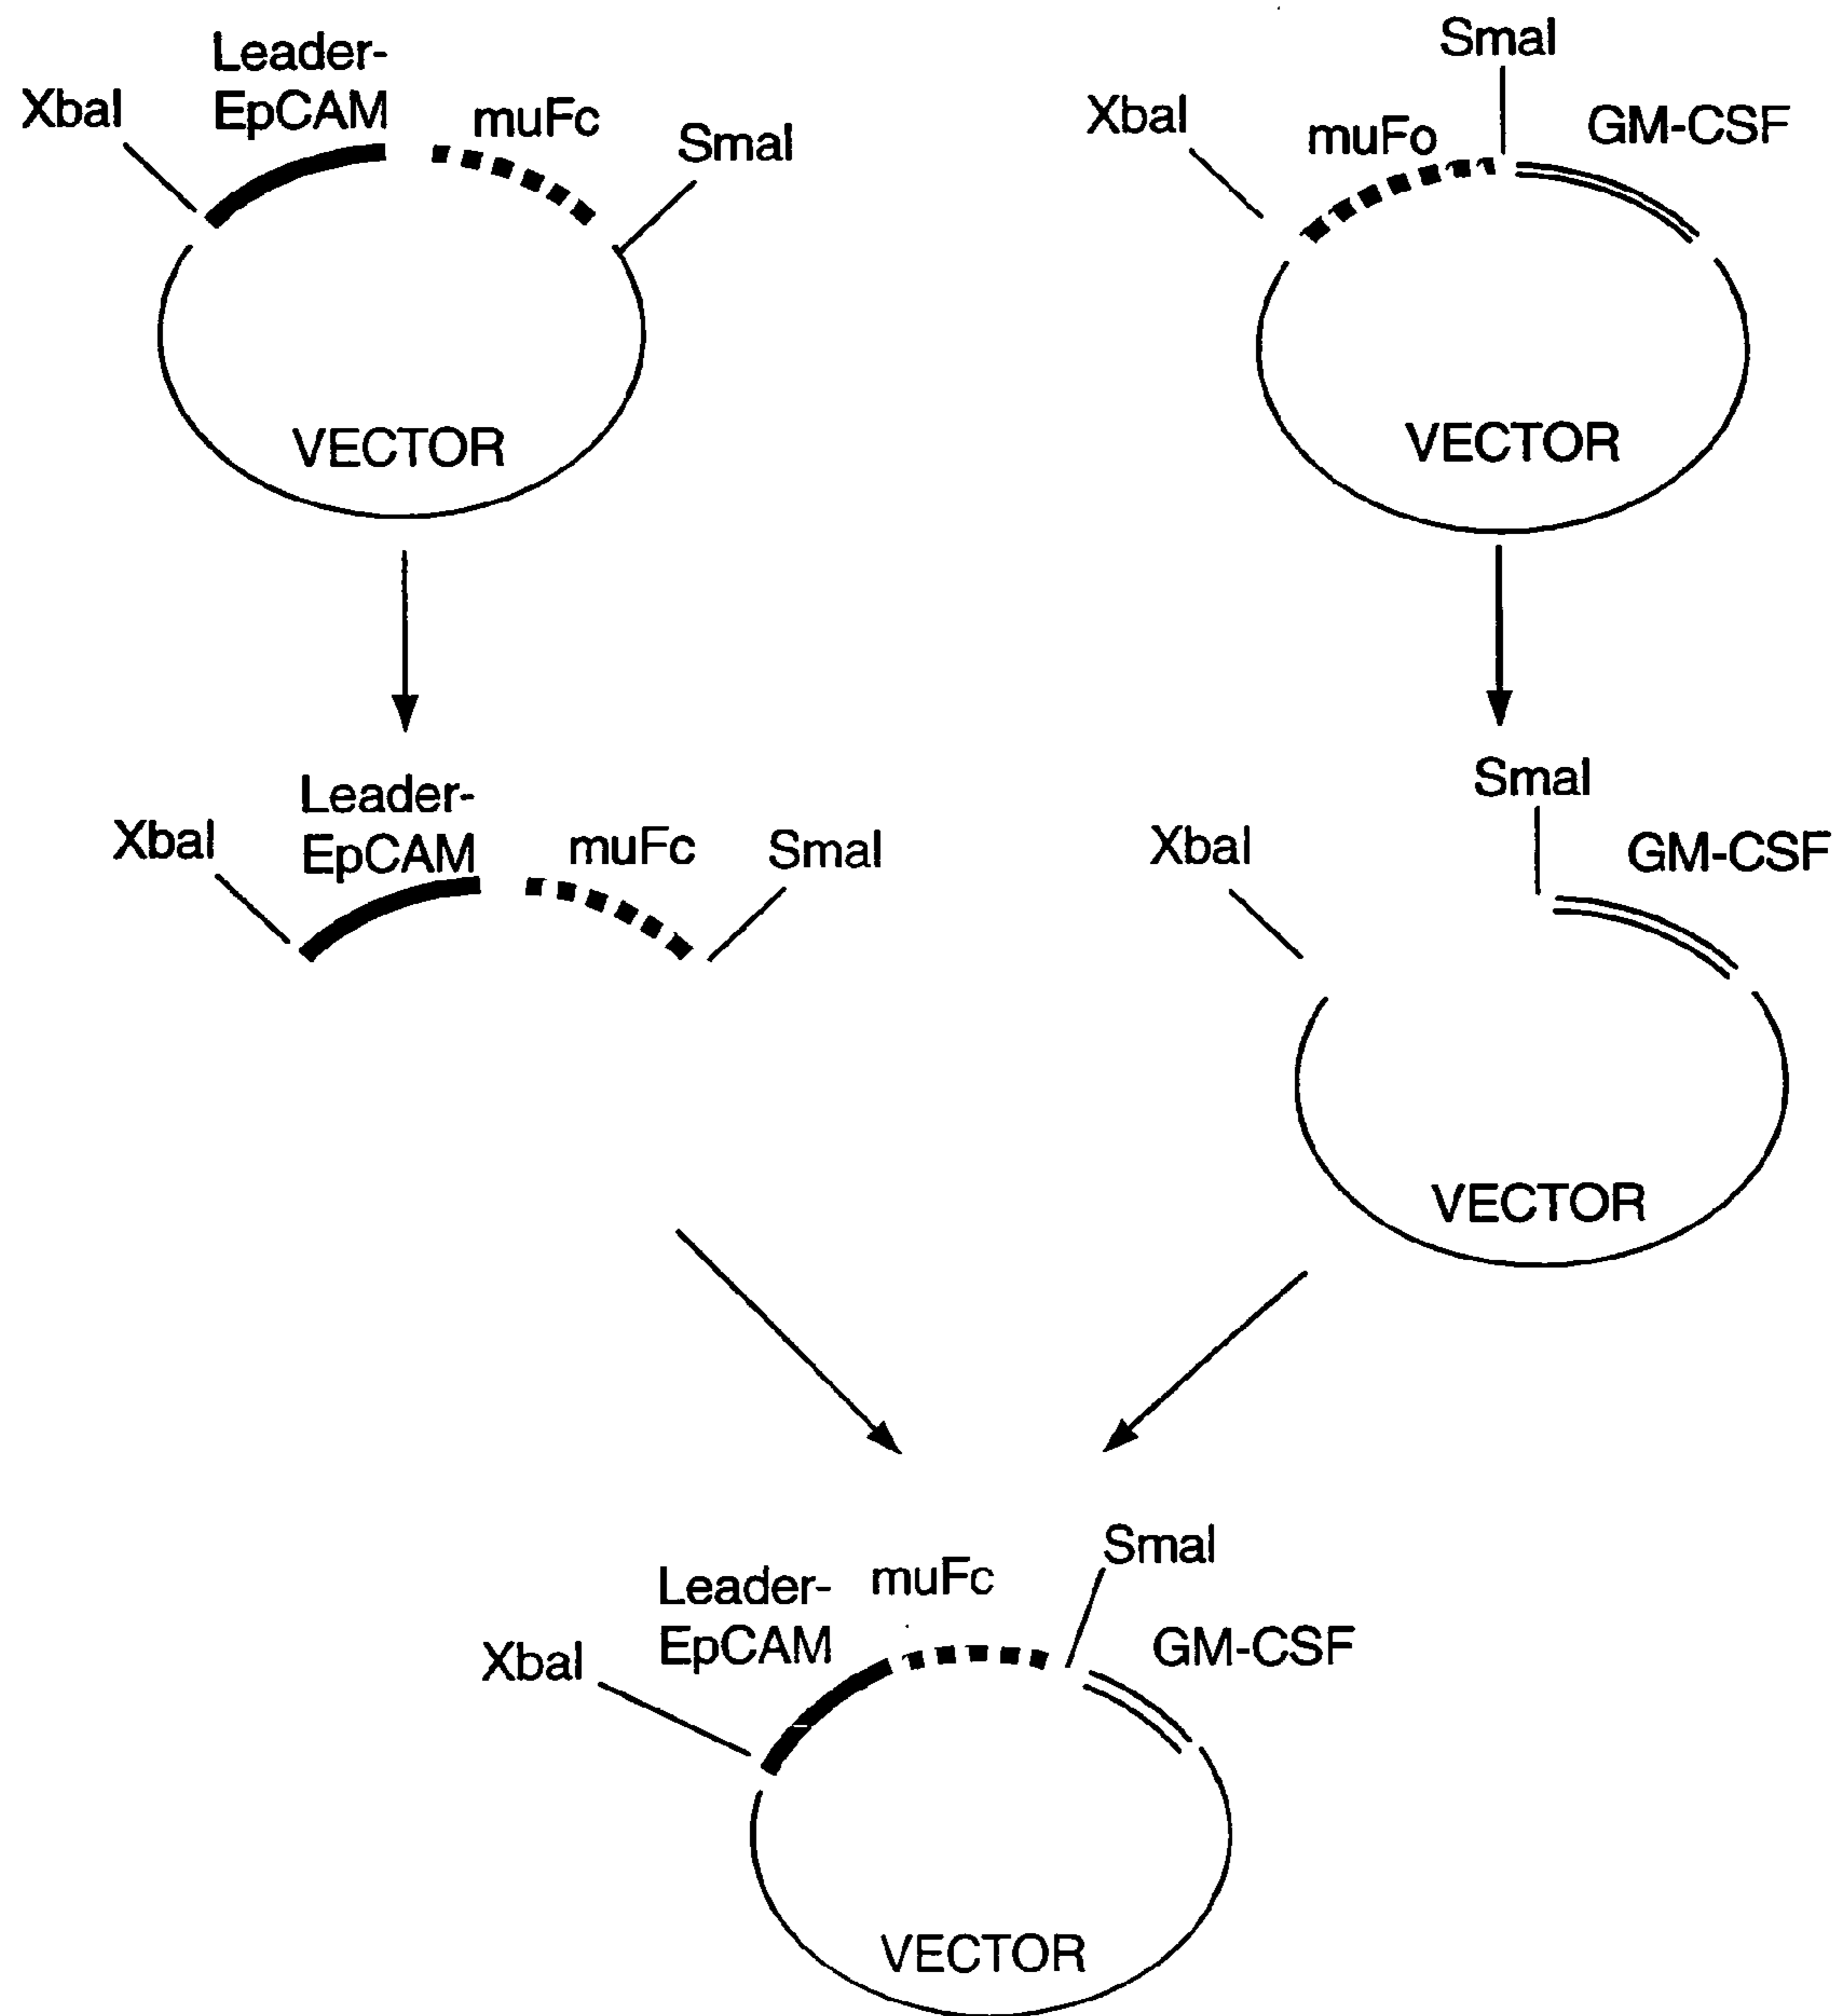 Leader-
EpCAM
XbaI
muFc
SmaI
VECTOR
SmaI
XbaI
muFo
GM-CSF
VECTOR
Leader-
EpCAM
XbaI
muFc
SmaI
SmaI
XbaI
GM-CSF
VECTOR
SmaI
Leader-
EpCAM
muFc
XbaI
GM-CSF
VECTOR